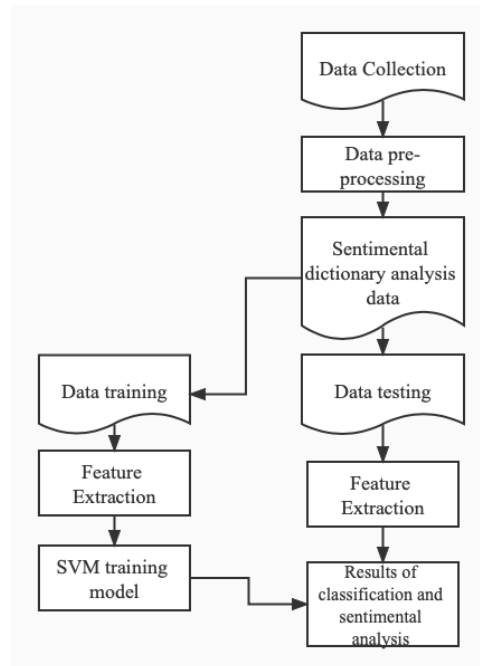 Data Collection
Data pre-
processing
Sentimental
dictionary analysis
data
Data training
Data testing
Feature
Extraction
Feature
Extraction
SVM training
model
Results of
classification and
sentimental
analysis